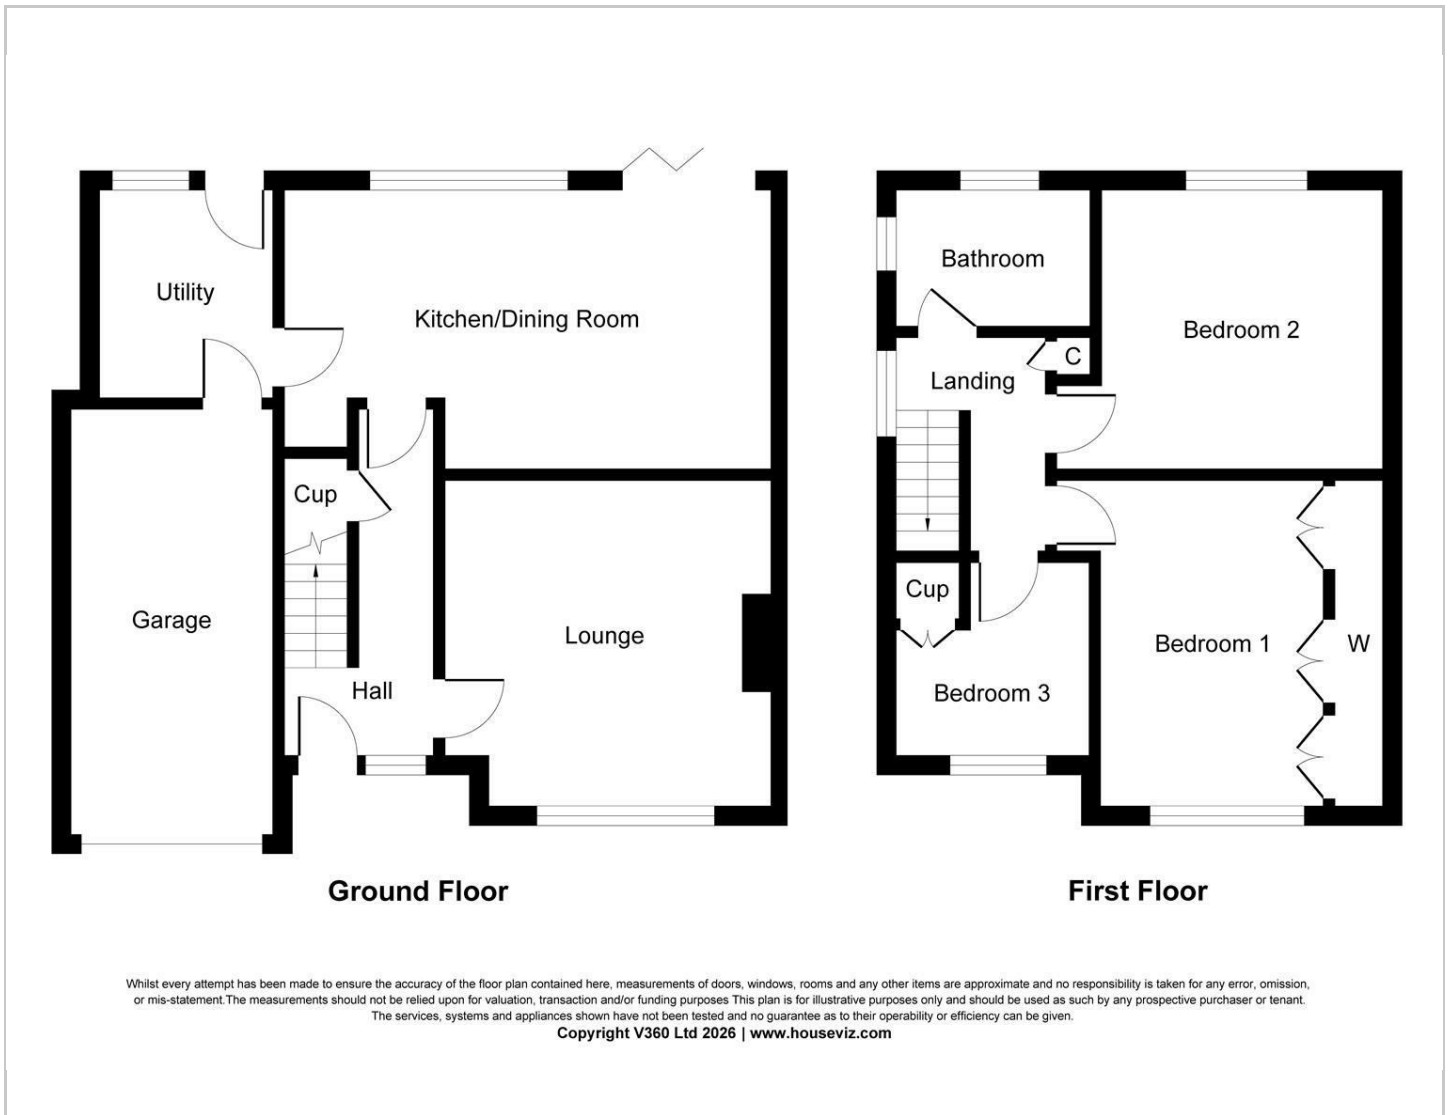 Utility
Kitchen/Dining Room
Cup
Garage
Lounge
Hall
Ground Floor
Bathroom
Bedroom 2
C
Landing
Cup
Bedroom 1
W
Bedroom 3
First Floor
Whilst every attempt has been made to ensure the accuracy of the floor plan contained here, measurements of doors, windows, rooms and any other items are approximate and no responsibility is taken for any error, omission,
or mis-statement.The measurements should not be relied upon for valuation, transaction and/or funding purposes This plan is for illustrative purposes only and should be used as such by any prospective purchaser or tenant.
The services, systems and appliances shown have not been tested and no guarantee as to their operability or efficiency can be given.
Copyright V360 Ltd 2026 | www.houseviz.com